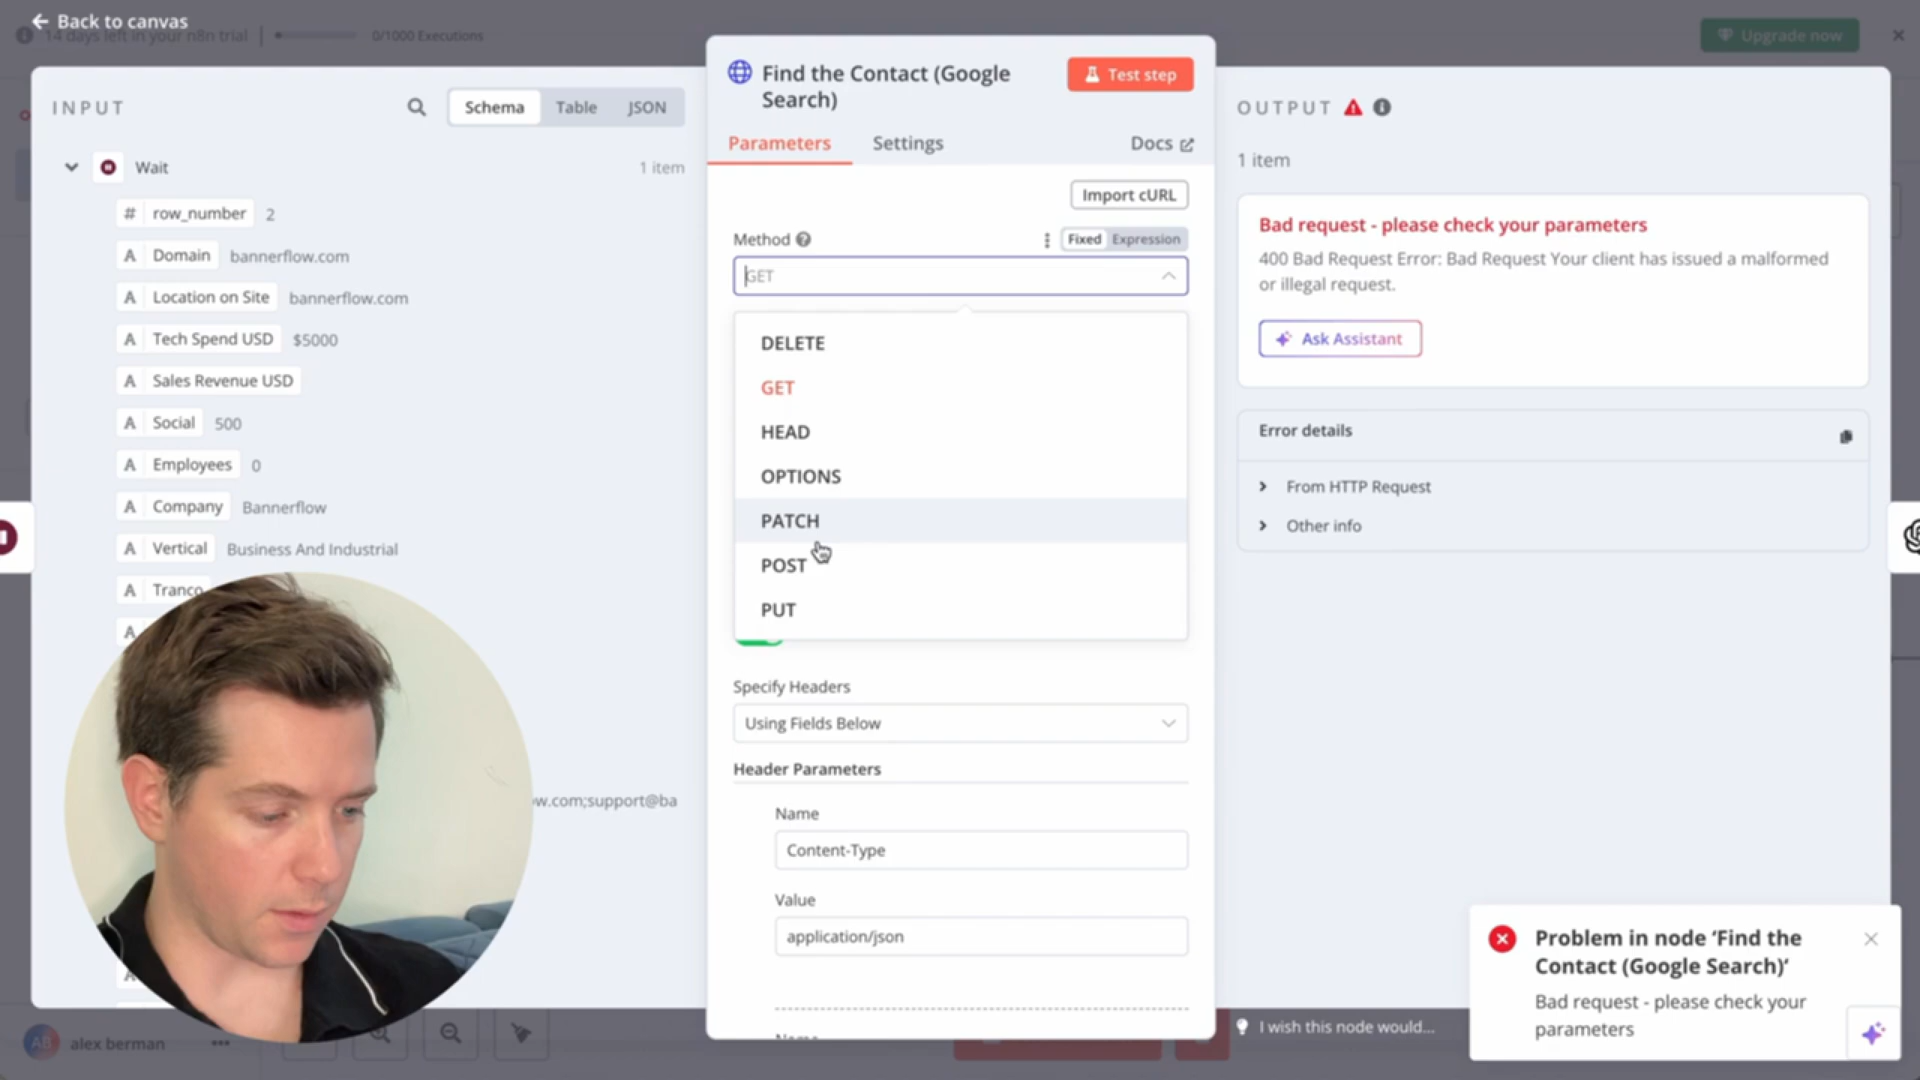 Back to canvas
14 days left in your n8n trial
0/1000 Executions
Upgrade now
INPUT
Schema
Table
JSON
Wait
1 item
# row_number 2
A Domain bannerflow.com
A Location on Site bannerflow.com
A Tech Spend USD $5000
A Sales Revenue USD
A Social 500
A Employees 0
A Company Bannerflow
A Vertical Business And Industrial
A Tranco
A
w.com;support@ba
A
AB alex berman
Find the Contact (Google
Search)
Test step
Parameters
Settings
Docs
Import cURL
Method
Fixed
Expression
GET
DELETE
GET
HEAD
OPTIONS
PATCH
POST
PUT
Specify Headers
Using Fields Below
Header Parameters
Name
Content-Type
Value
application/json
OUTPUT
1 item
Bad request - please check your parameters
400 Bad Request Error: Bad Request Your client has issued a malformed
or illegal request.
Ask Assistant
Error details
From HTTP Request
Other info
I wish this node would...
Problem in node ‘Find the
Contact (Google Search)‘
Bad request - please check your
parameters